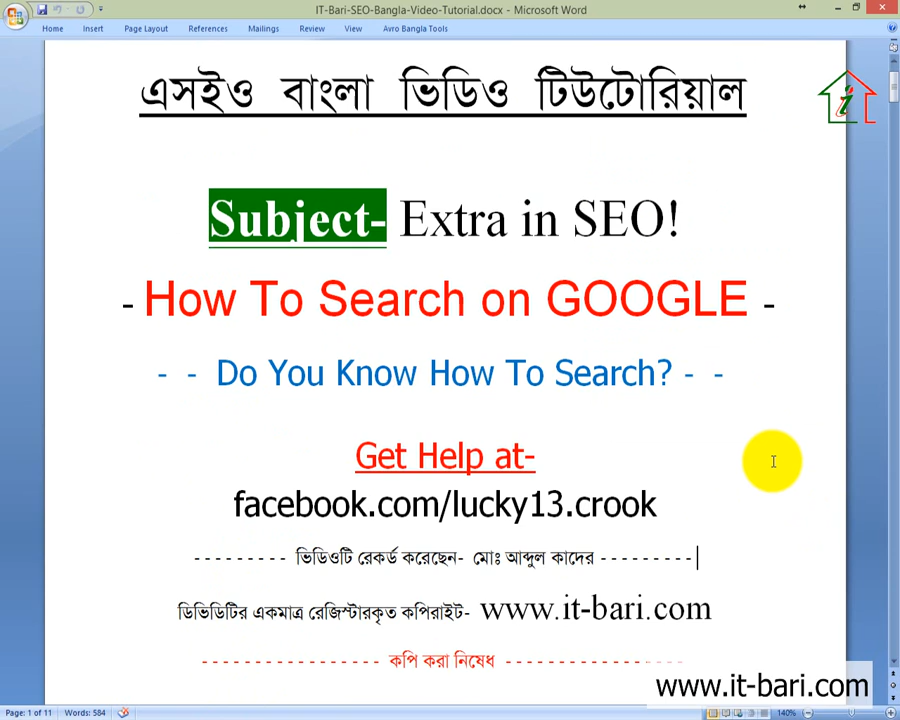 IT-Bari-SEO-Bangla-Video-Tutorial.docx - Microsoft Word
Home Insert Page Layout References Mailings Review View Avro Bangla Tools
এসইও বাংলা ভিডিও টিউটোরিয়াল
Subject- Extra in SEO!
- How To Search on GOOGLE -
- - Do You Know How To Search? - -
Get Help at-
facebook.com/lucky13.crook
--------- ভিডিওটি রেকর্ড করেছেন- মোঃ আব্দুল কাদের ---------
ডিভিডিটির একমাত্র রেজিস্টারকৃত কপিরাইট- www.it-bari.com
------------------ কপি করা নিষেধ ------------------
www.it-bari.com
Page: 1 of 11 Words: 584 140%